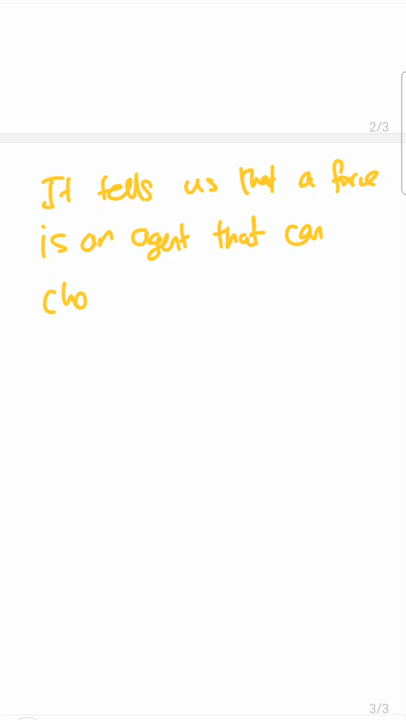 2/3
It tells us that a force
is an agent that can
cho
3/3